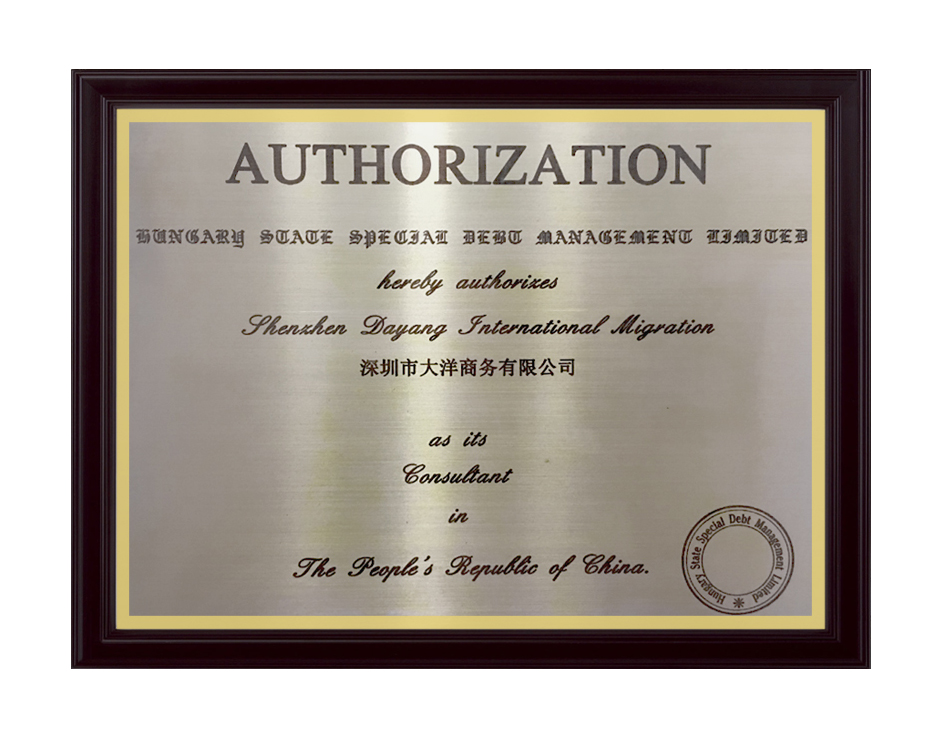 AUTHORIZATION
HUNGARY STATE SPECIAL DEBT MANAGEMENT LIMITED
hereby authorizes
Shenzhen Dayang International Migration
深圳市大洋商务有限公司
as its
Consultant
in
The People's Republic of China.
Hungary State Special Debt Management Limited